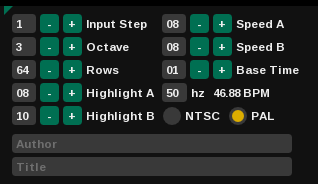 1 - + Input Step 08 - + Speed A
3 - + Octave 08 - + Speed B
64 - + Rows 01 - + Base Time
08 - + Highlight A 50 hz 46.88 BPM
10 - + Highlight B NTSC PAL
Author
Title